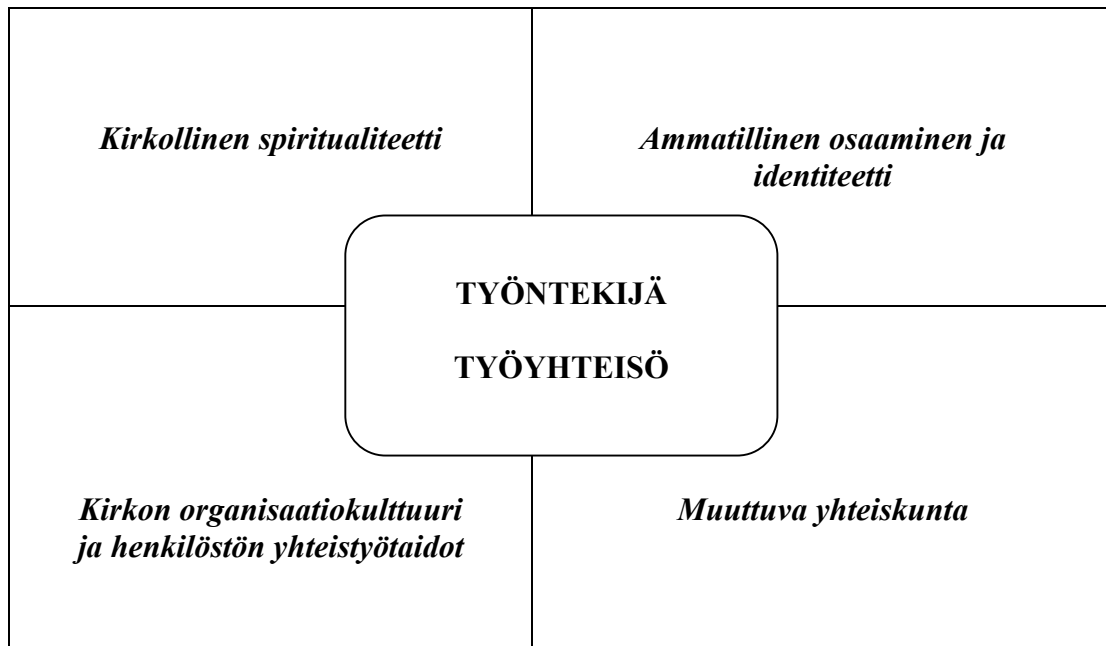 Kirkollinen spiritualiteetti
Ammatillinen osaaminen ja
identiteetti
TYÖNTEKIJÄ
TYÖYHTEISÖ
Kirkon organisaatiokulttuuri
ja henkilöstön yhteistyötaidot
Muuttuva yhteiskunta